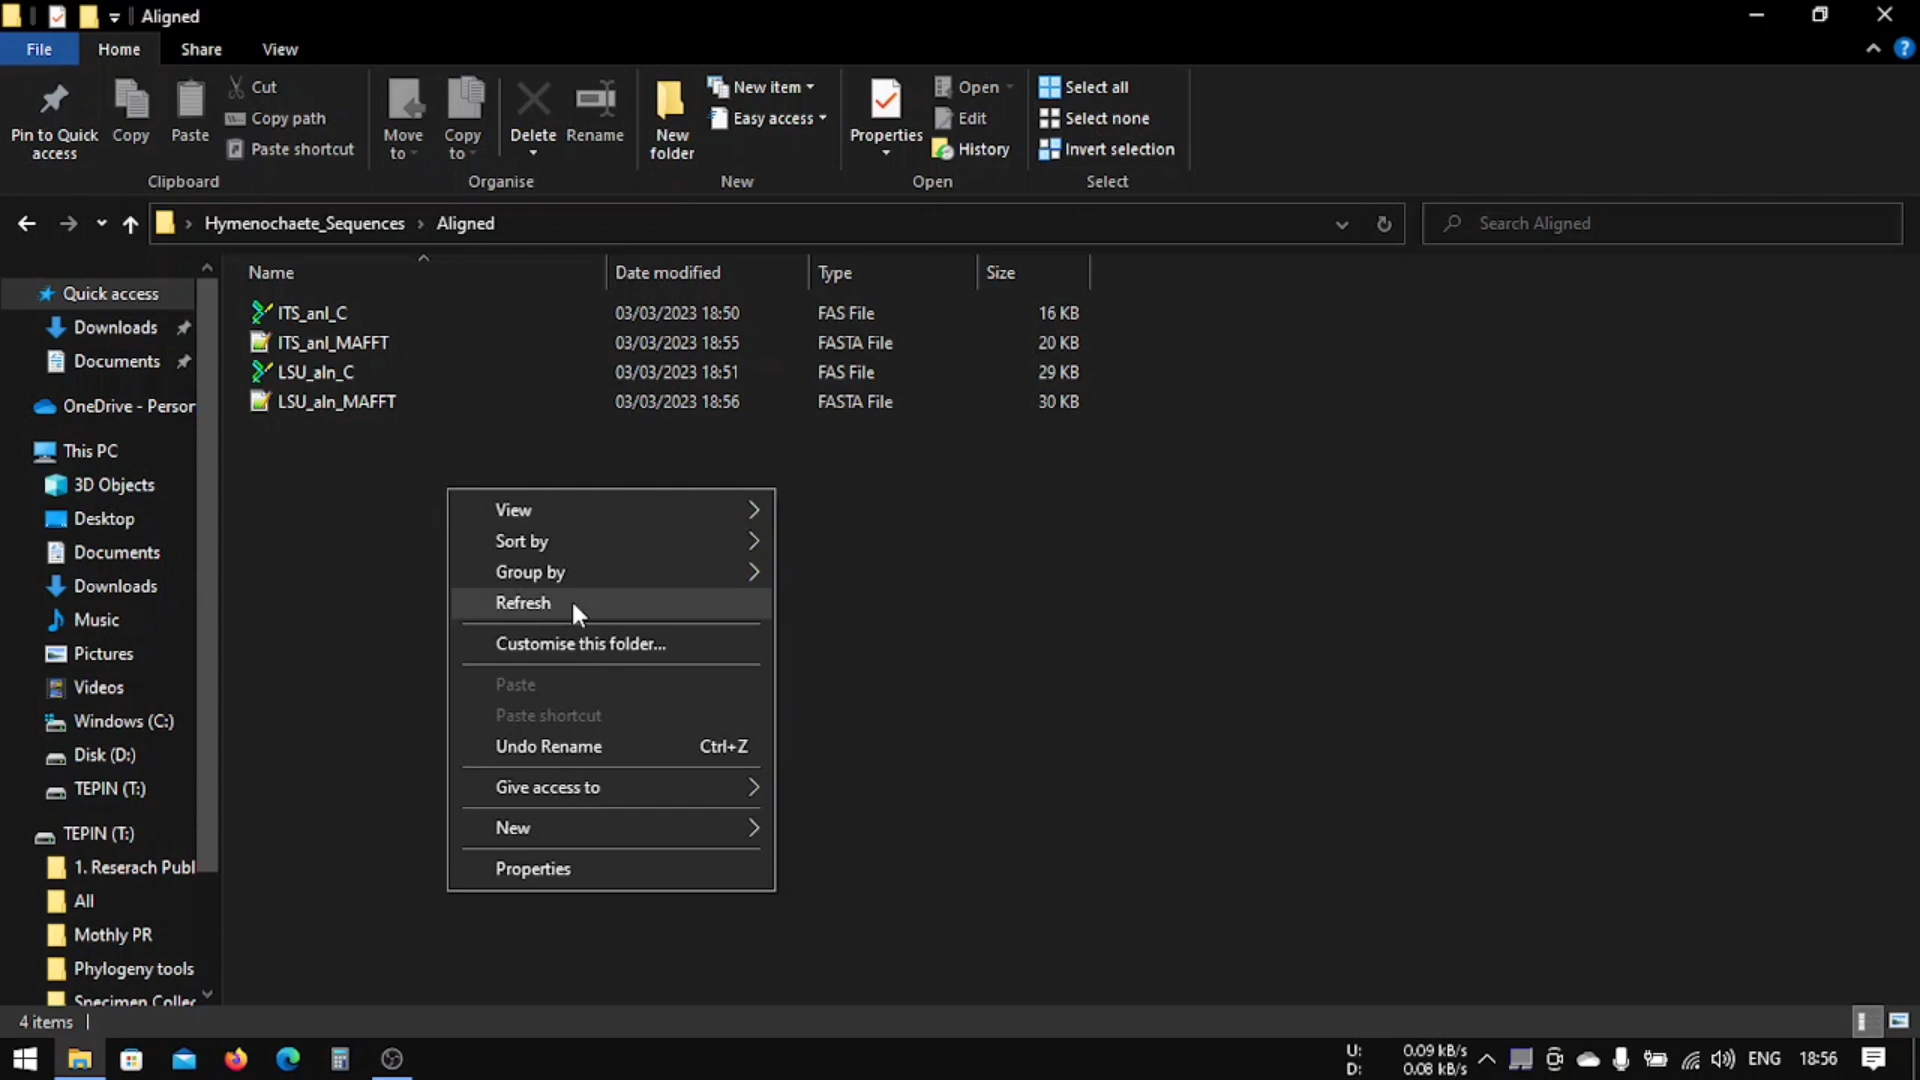 Aligned
File Home Share View
Pin to Quick access
Copy
Paste
Cut
Copy path
Paste shortcut
Clipboard
Move to
Copy to
Delete
Rename
Organise
New folder
New item
Easy access
New
Properties
Open
Edit
History
Open
Select all
Select none
Invert selection
Select
Hymenochaete_Sequences Aligned
Search Aligned
Name Date modified Type Size
ITS_anl_C 03/03/2023 18:50 FAS File 16 KB
ITS_anl_MAFFT 03/03/2023 18:55 FASTA File 20 KB
LSU_aln_C 03/03/2023 18:51 FAS File 29 KB
LSU_aln_MAFFT 03/03/2023 18:56 FASTA File 30 KB
Quick access
Downloads
Documents
OneDrive - Person
This PC
3D Objects
Desktop
Documents
Downloads
Music
Pictures
Videos
Windows (C:)
Disk (D:)
TEPIN (T:)
TEPIN (T:)
1. Reserach Publ
All
Mothly PR
Phylogeny tools
Specimen Collec
View
Sort by
Group by
Refresh
Customise this folder...
Paste
Paste shortcut
Undo Rename Ctrl+Z
Give access to
New
Properties
4 items
U: 0.09 kB/s
D: 0.08 kB/s
ENG 18:56